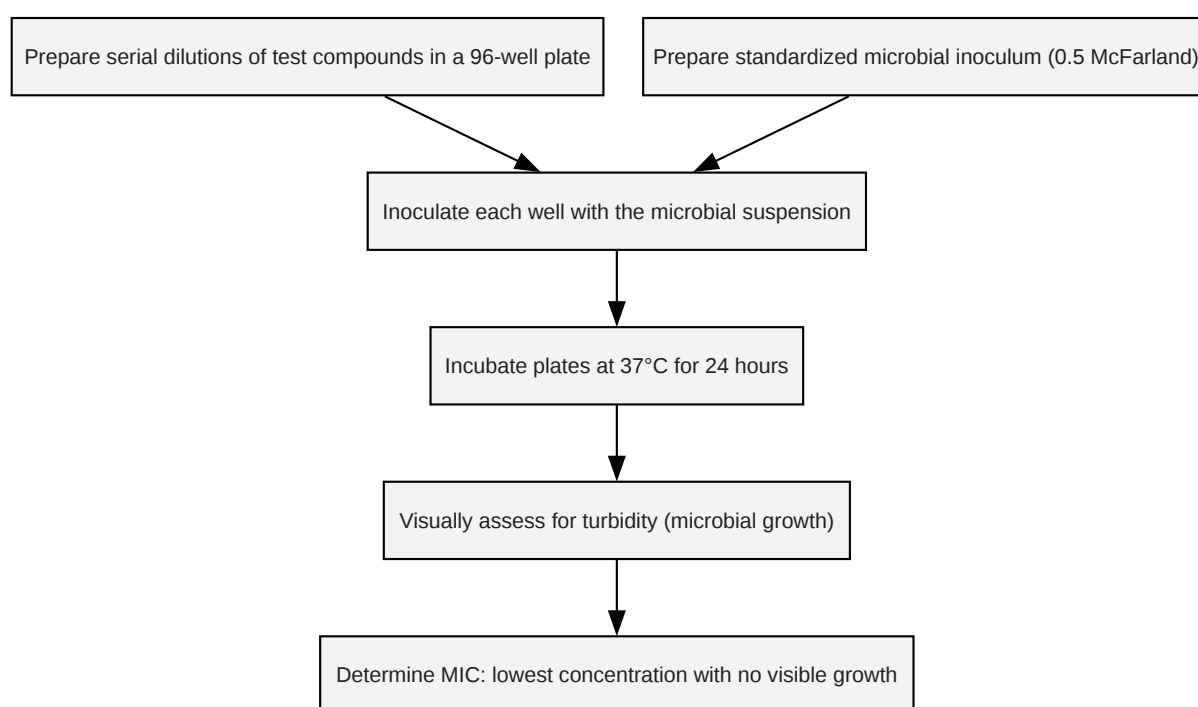 Prepare serial dilutions of test compounds in a 96-well plate
Prepare standardized microbial inoculum (0.5 McFarland)
Inoculate each well with the microbial suspension
Incubate plates at 37°C for 24 hours
Visually assess for turbidity (microbial growth)
Determine MIC: lowest concentration with no visible growth